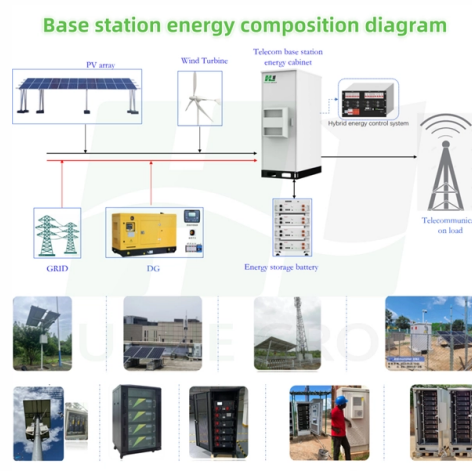 Base station energy composition diagram
PV array
Wind Turbine
Telecom base station
energy cabinet
Hybrid energy control system
Telecommunica
on load
GRID
DG
Energy storage battery